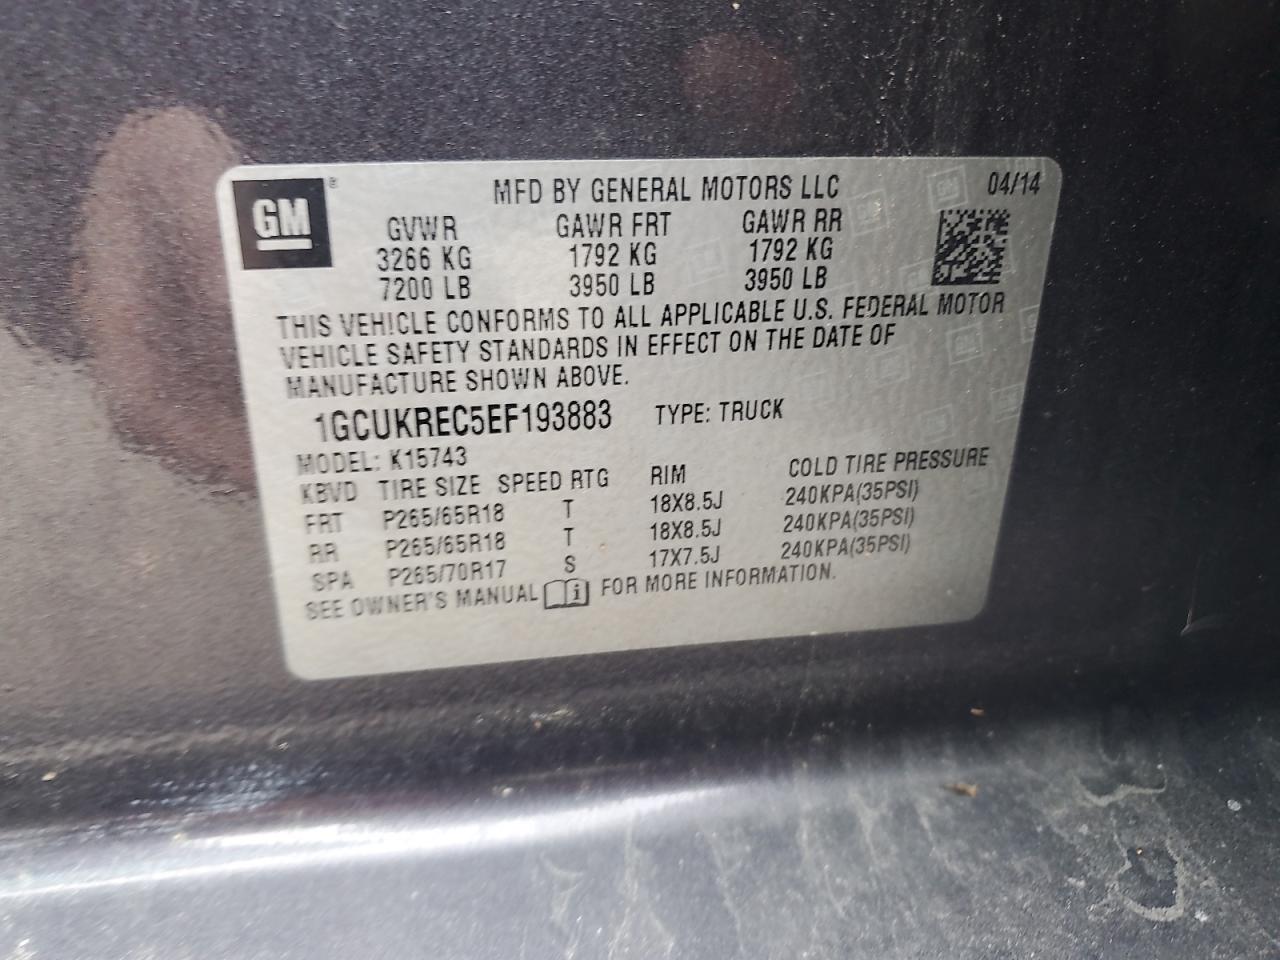 GM ®
MFD BY GENERAL MOTORS LLC 04/14
GVWR GAWR FRT GAWR RR
3266 KG 1792 KG 1792 KG
7200 LB 3950 LB 3950 LB
THIS VEHICLE CONFORMS TO ALL APPLICABLE U.S. FEDERAL MOTOR
VEHICLE SAFETY STANDARDS IN EFFECT ON THE DATE OF
MANUFACTURE SHOWN ABOVE.
1GCUKREC5EF193883 TYPE: TRUCK
MODEL: K15743
KBVD TIRE SIZE SPEED RTG RIM COLD TIRE PRESSURE
FRT P265/65R18 T 18X8.5J 240KPA(35PSI)
RR P265/65R18 T 18X8.5J 240KPA(35PSI)
SPA P265/70R17 S 17X7.5J 240KPA(35PSI)
SEE OWNER'S MANUAL i FOR MORE INFORMATION.